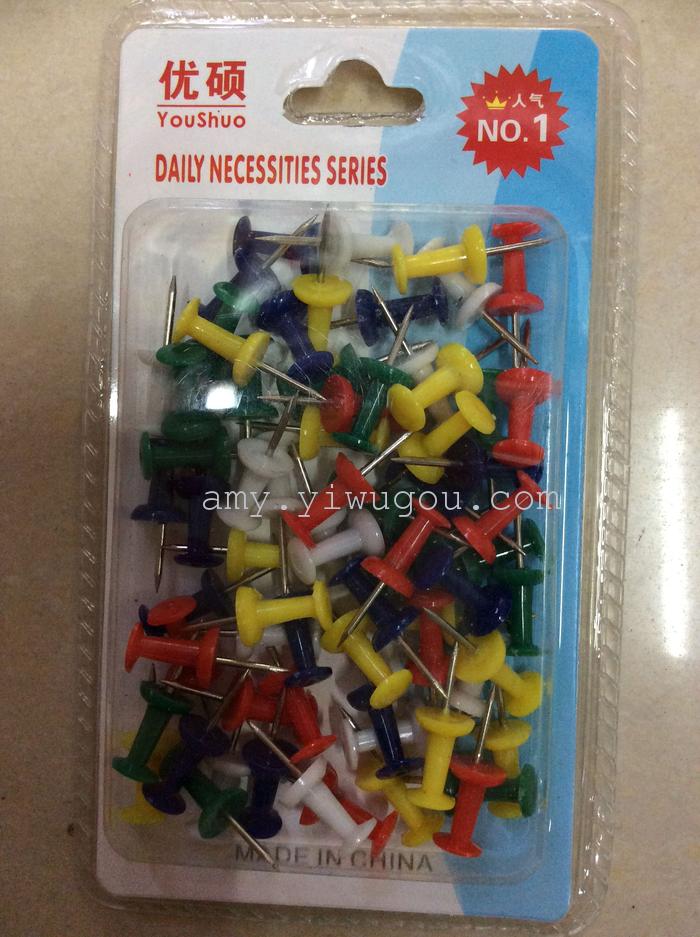 优硕
YouShuo
人气
NO.1
DAILY NECESSITIES SERIES
amy.yiwugou.com
MADE IN CHINA